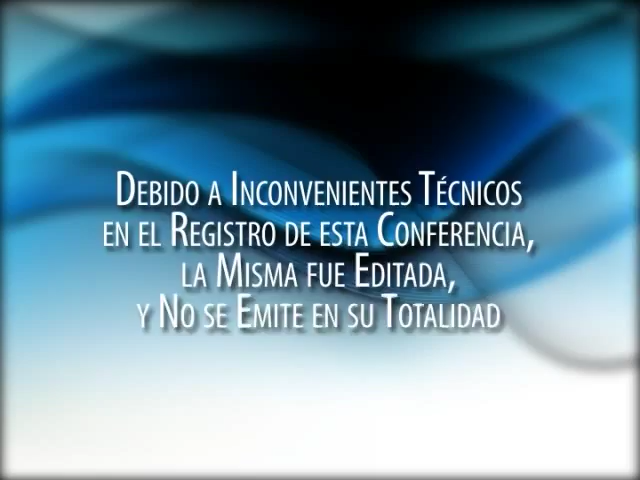 Debido a Inconvenientes Técnicos
en el Registro de esta Conferencia,
la Misma fue Editada,
y No se Emite en su Totalidad